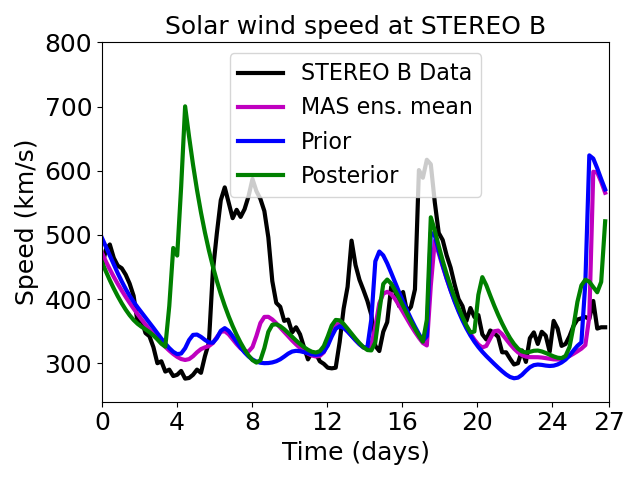 Solar wind speed at STEREO B
800
700
600
500
400
300
Speed (km/s)
STEREO B Data
MAS ens. mean
Prior
Posterior
0 4 8 12 16 20 24 27
Time (days)